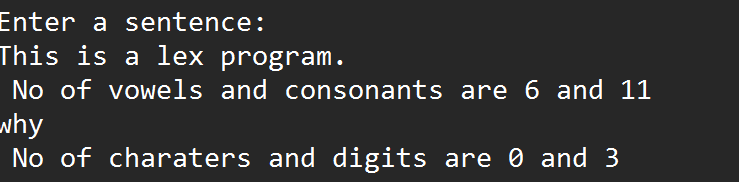 Enter a sentence:
This is a lex program.
No of vowels and consonants are 6 and 11
why
No of charaters and digits are 0 and 3